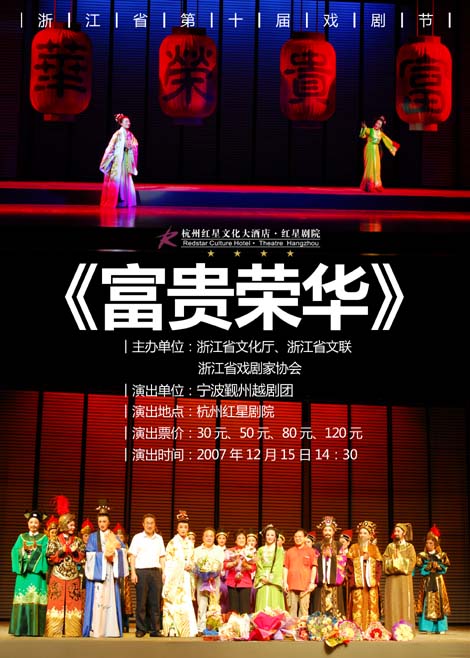 浙江省第十届戏剧节
華 榮 貴 富
杭州红星文化大酒店·红星剧院
Redstar Culture Hotel · Theatre Hangzhou
《富贵荣华》
主办单位：浙江省文化厅、浙江省文联
浙江省戏剧家协会
演出单位：宁波鄞州越剧团
演出地点：杭州红星剧院
演出票价：30元、50元、80元、120元
演出时间：2007年12月15日14：30